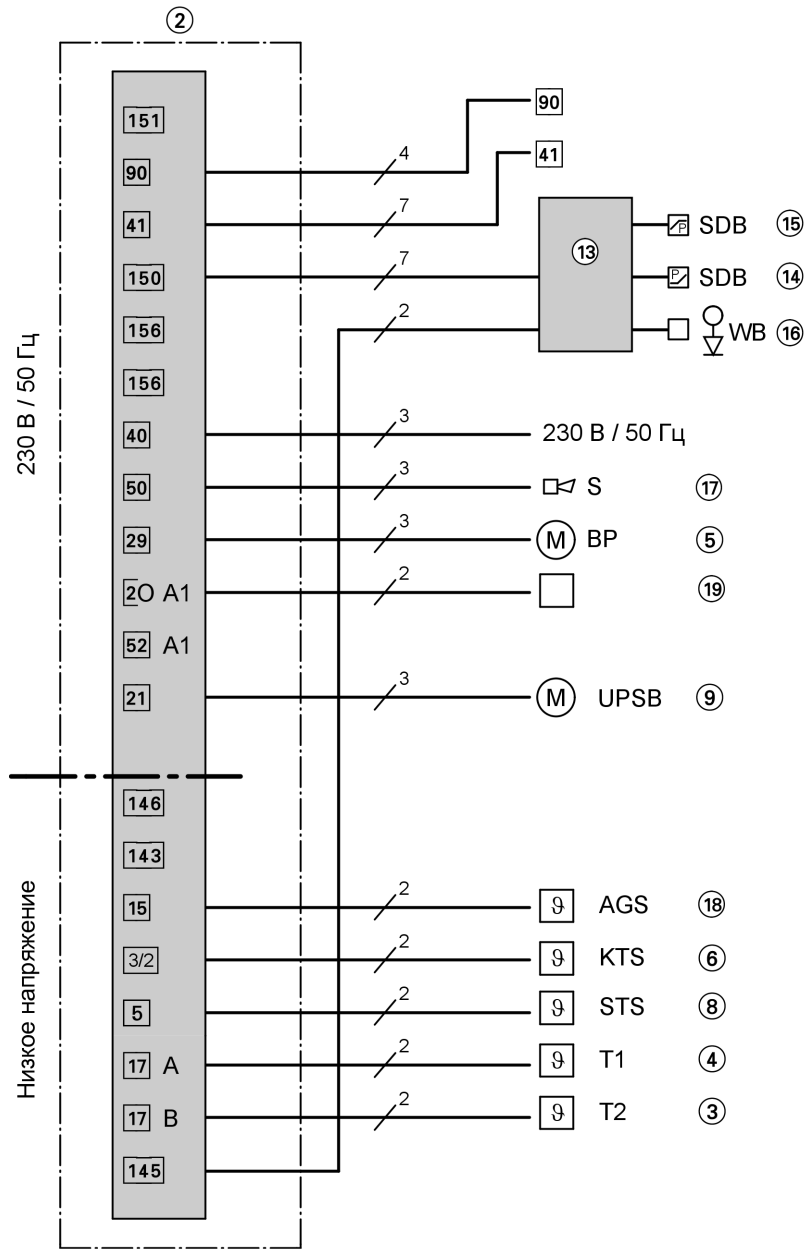 2
151
90 4 90
41 7 41
150 7 13 P SDB 15
P SDB 14
156 2 WB 16
156
230 В / 50 Гц
40 3 230 В / 50 Гц
50 3 S 17
29 3 M BP 5
2O A1 2 19
52 A1
21 3 M UPSB 9
146
143
Низкое напряжение
15 2 ϑ AGS 18
3/2 2 ϑ KTS 6
5 2 ϑ STS 8
17 A 2 ϑ T1 4
17 B 2 ϑ T2 3
145